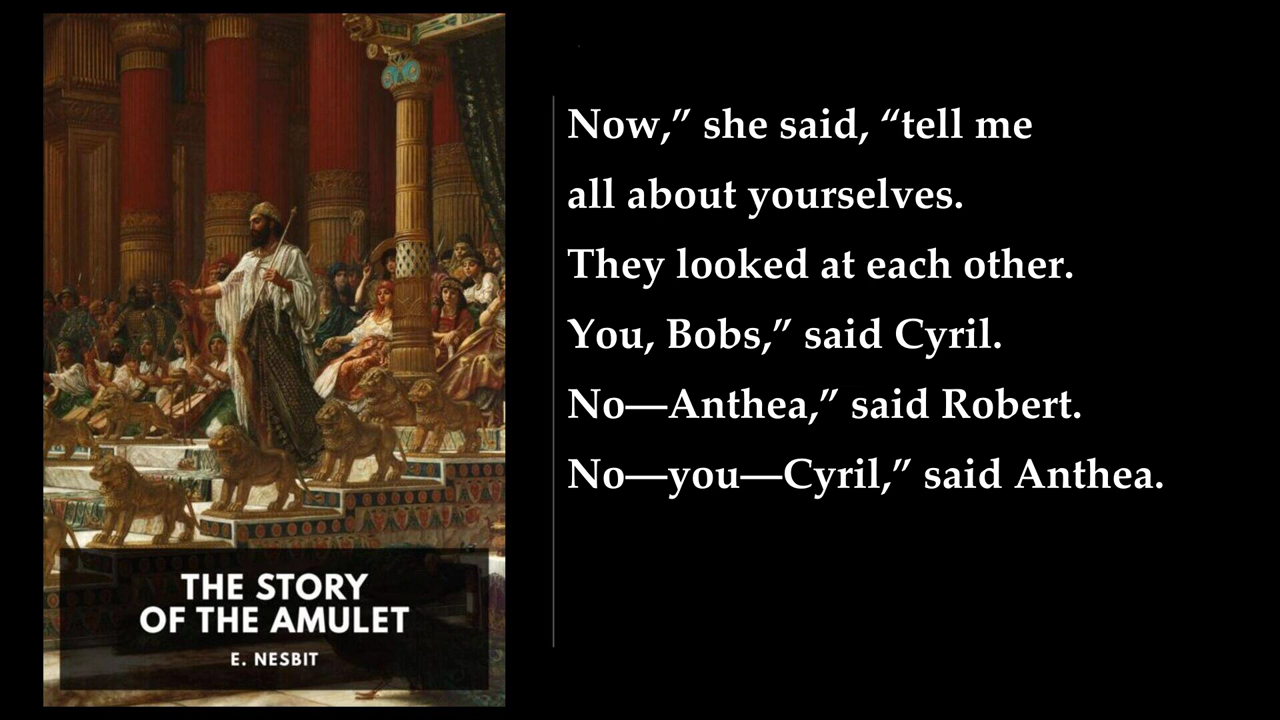 Now,” she said, “tell me
all about yourselves.
They looked at each other.
You, Bobs,” said Cyril.
No—Anthea,” said Robert.
No—you—Cyril,” said Anthea.
THE STORY
OF THE AMULET
E. NESBIT